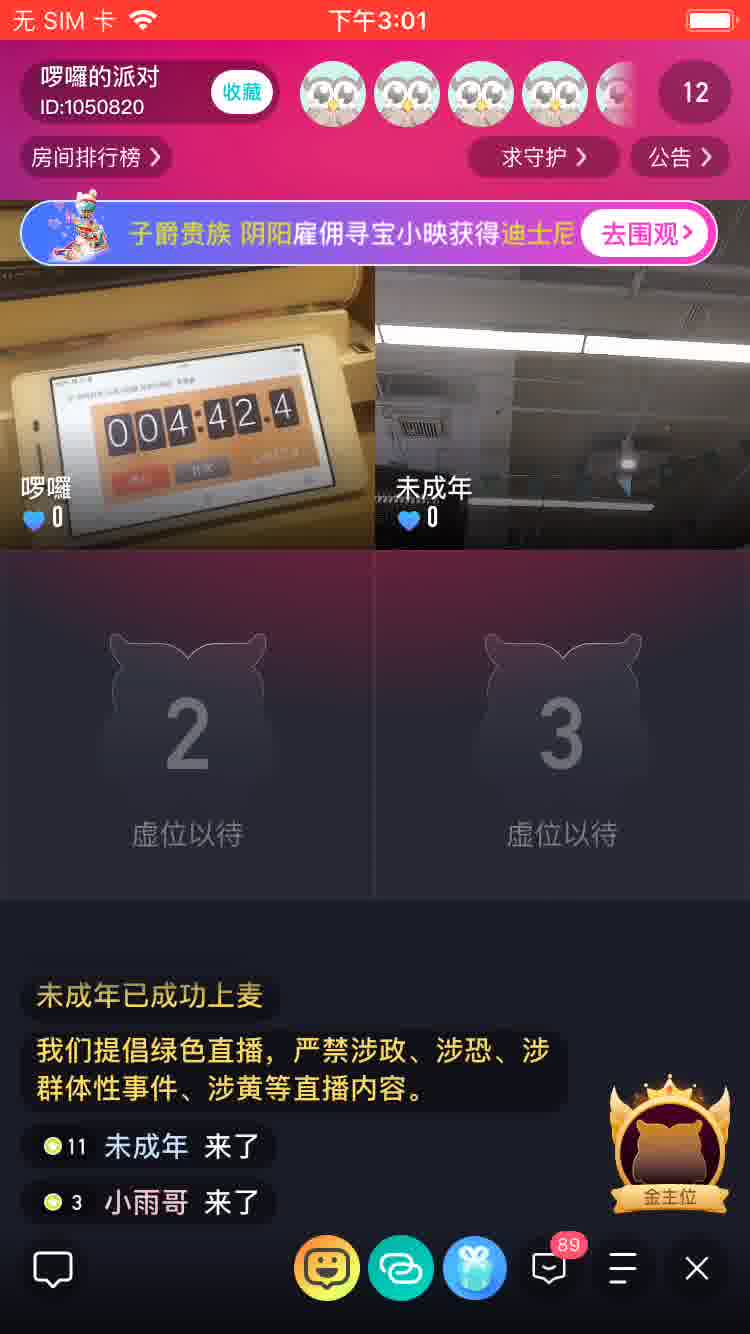 无 SIM 卡
下午3:01
啰囉的派对
ID:1050820
收藏
12
房间排行榜
求守护
公告
子爵贵族 阴阳雇佣寻宝小映获得迪士尼
去围观
004:42.4
啰囉
0
未成年
0
2
3
虚位以待
虚位以待
未成年已成功上麦
我们提倡绿色直播，严禁涉政、涉恐、涉
群体性事件、涉黄等直播内容。
11 未成年 来了
3 小雨哥 来了
金主位
89